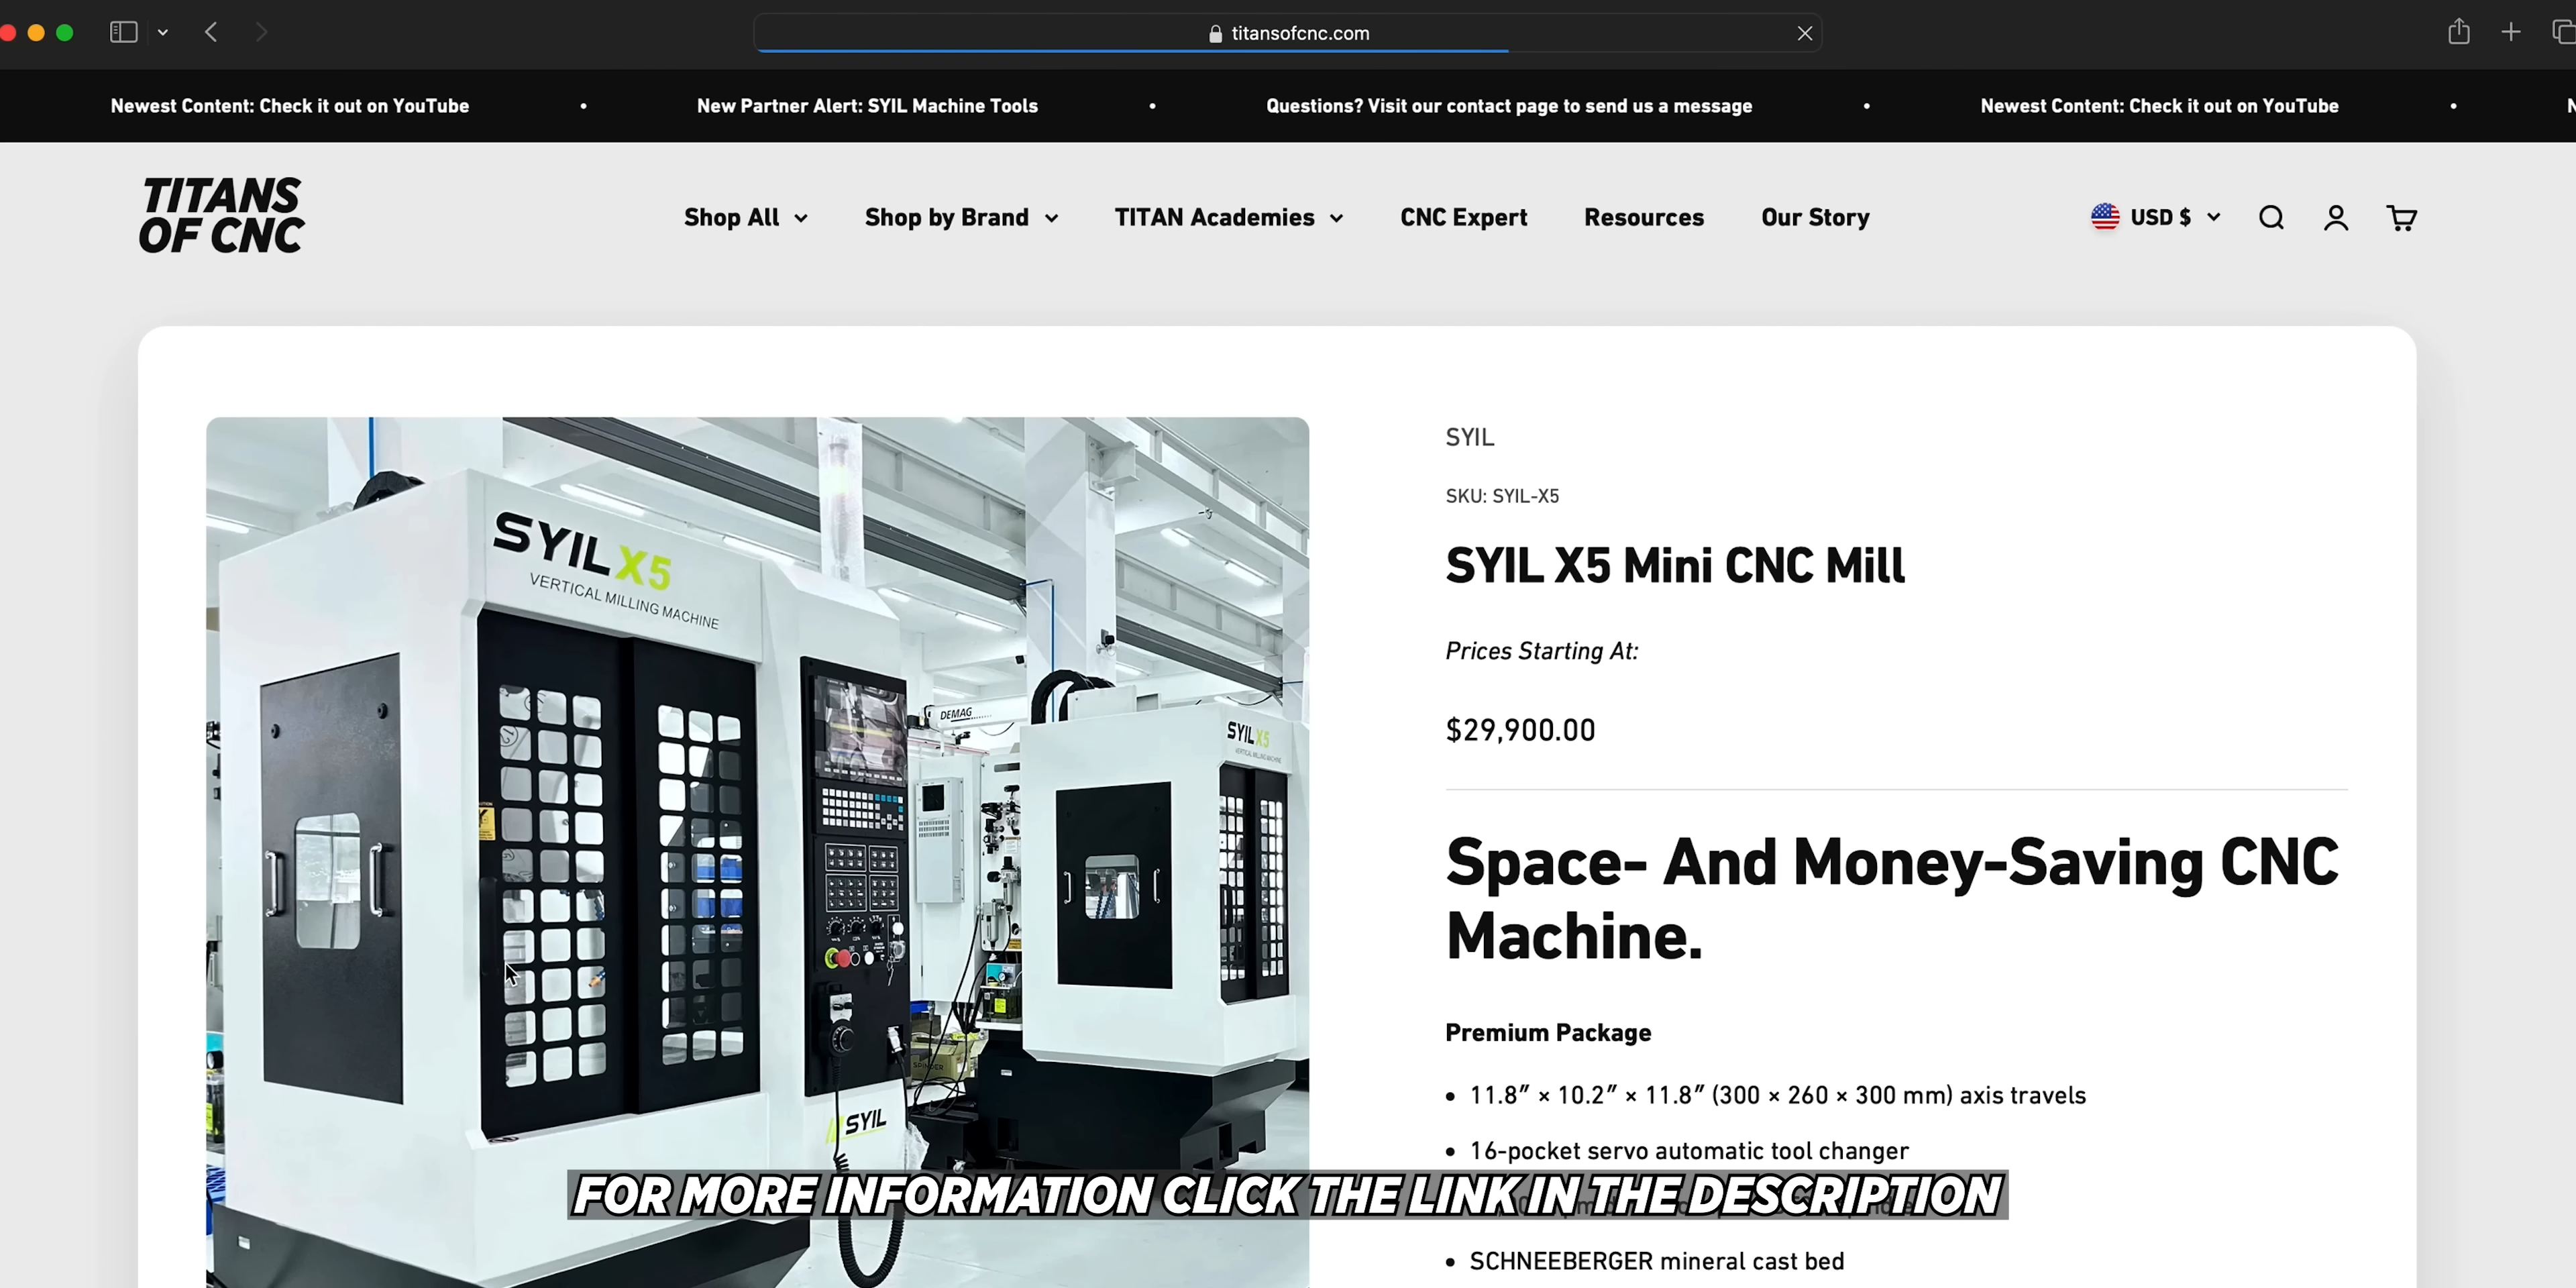 titansofcnc.com
Newest Content: Check it out on YouTube • New Partner Alert: SYIL Machine Tools • Questions? Visit our contact page to send us a message • Newest Content: Check it out on YouTube •
TITANS
OF CNC
Shop All Shop by Brand TITAN Academies CNC Expert Resources Our Story USD $
SYIL
SKU: SYIL-X5
SYIL X5 Mini CNC Mill
Prices Starting At:
$29,900.00
Space- And Money-Saving CNC
Machine.
Premium Package
• 11.8″ × 10.2″ × 11.8″ (300 × 260 × 300 mm) axis travels
• 16-pocket servo automatic tool changer
• SCHNEEBERGER mineral cast bed
SYIL X5
VERTICAL MILLING MACHINE
DEMAG
SYIL X5
VERTICAL MILLING MACHINE
SYIL
FOR MORE INFORMATION CLICK THE LINK IN THE DESCRIPTION